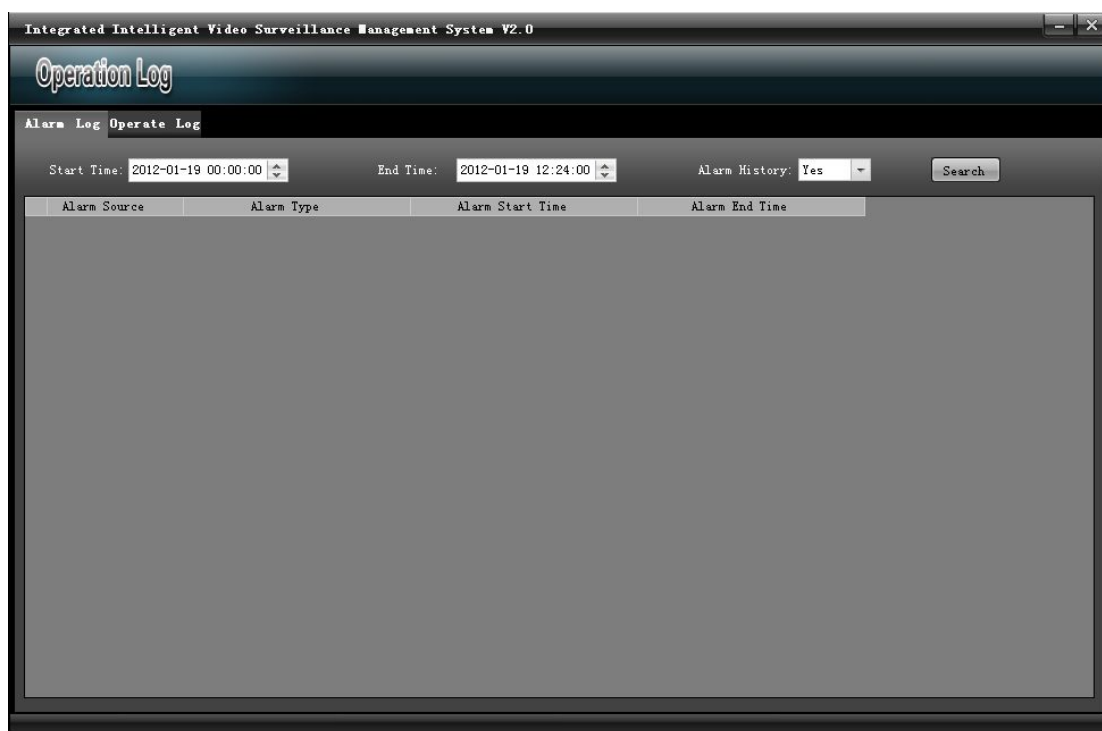 Integrated Intelligent Video Surveillance Management System V2.0
Operation Log
Alarm Log Operate Log
Start Time: 2012-01-19 00:00:00 End Time: 2012-01-19 12:24:00 Alarm History: Yes Search
Alarm Source Alarm Type Alarm Start Time Alarm End Time